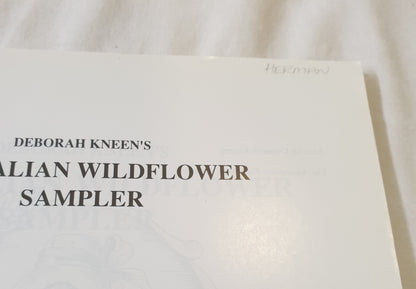 HERMAN
DEBORAH KNEEN'S
ALIAN WILDFLOWER
SAMPLER